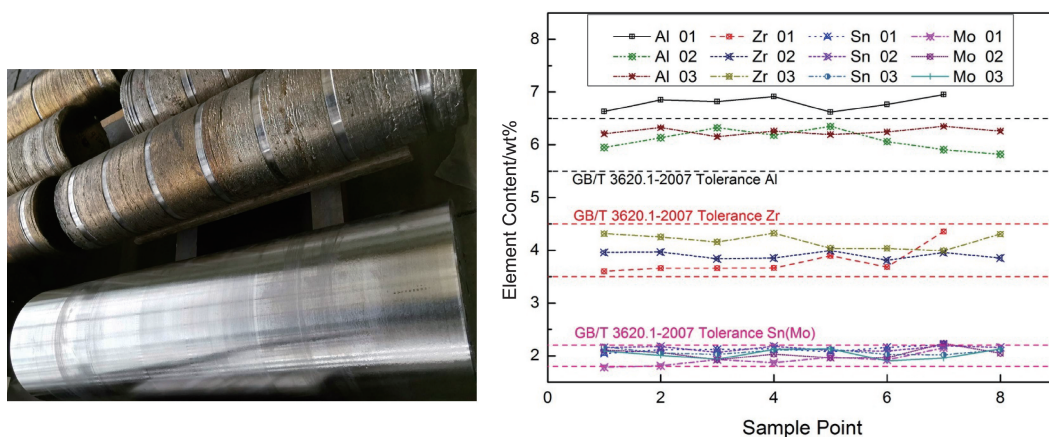 Al 01 Zr 01 Sn 01 Mo 01
Al 02 Zr 02 Sn 02 Mo 02
Al 03 Zr 03 Sn 03 Mo 03
8
7
6
5
4
3
2
Element Content/wt%
GB/T 3620.1-2007 Tolerance Al
GB/T 3620.1-2007 Tolerance Zr
GB/T 3620.1-2007 Tolerance Sn(Mo)
0 2 4 6 8
Sample Point